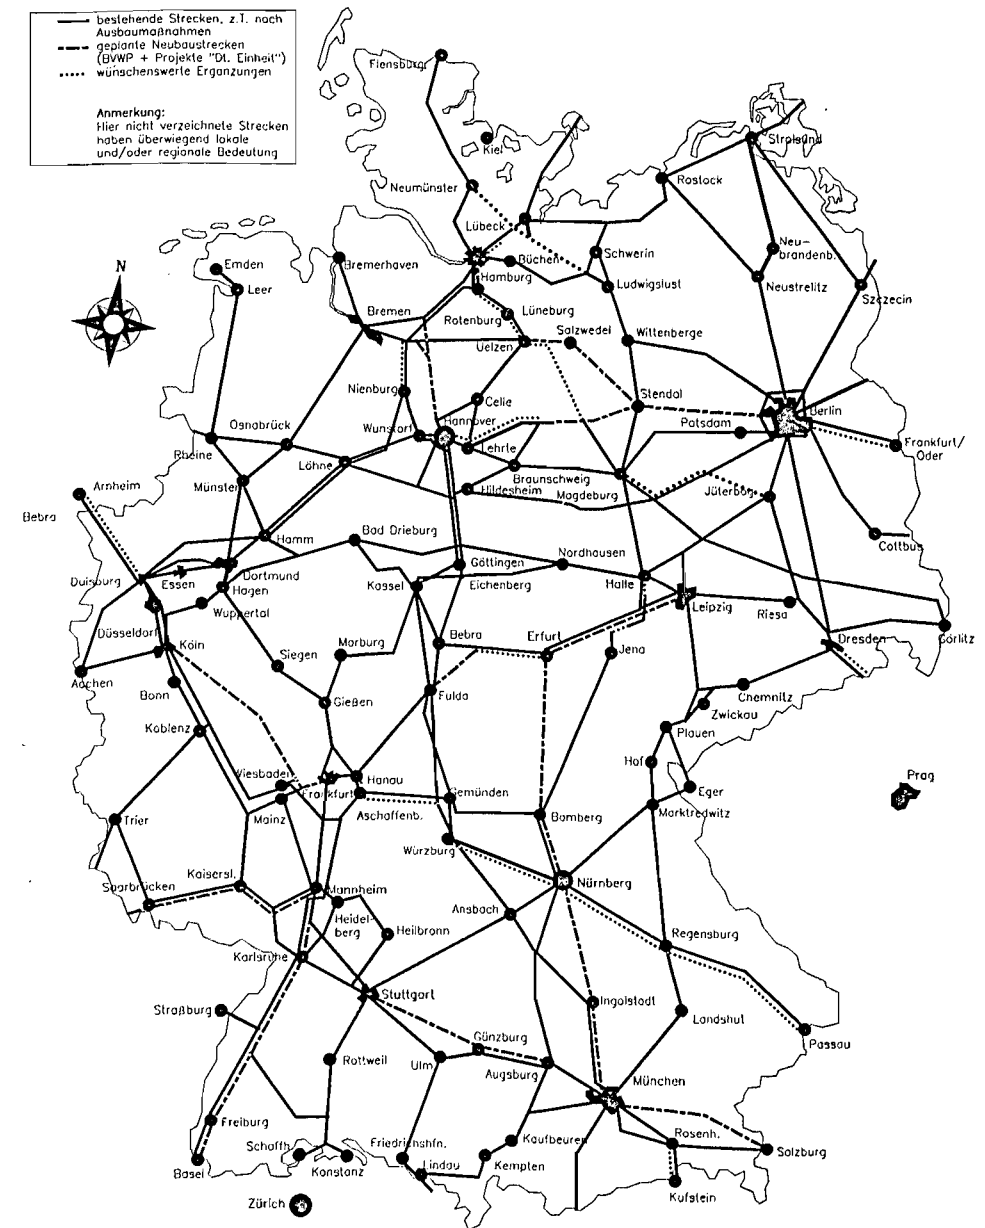 bestehende Strecken, z.T. nach
Ausbaumaßnahmen
geplante Neubaustrecken
(BVWP + Projekte "Dt. Einheit")
wünschenswerte Ergänzungen
Anmerkung:
Hier nicht verzeichnete Strecken
haben überwiegend lokale
und/oder regionale Bedeutung
Flensburg
Kiel
Stralsund
Neumünster
Rostock
Lübeck
N
Emden
Bremerhaven
Büchen
Schwerin
Neu-
brandenb.
Hamburg
Leer
Ludwigslust
Neustrelitz
Szczecin
Bremen
Rotenburg
Lüneburg
Salzwedel
Wittenberge
Uelzen
Nienburg
Celle
Stendal
Berlin
Osnabrück
Wunstorf
Hannover
Potsdam
Frankfurt/
Oder
Rheine
Löhne
Lehrte
Braunschweig
Münster
Hildesheim
Magdeburg
Jüterbog
Arnheim
Bebra
Hamm
Bad Drieburg
Cottbus
Göttingen
Nordhausen
Duisburg
Essen
Dortmund
Hagen
Kassel
Eichenberg
Halle
Wuppertal
Leipzig
Riesa
Düsseldorf
Köln
Marburg
Bebra
Erfurt
Jena
Dresden
Görlitz
Aachen
Siegen
Bonn
Gießen
Fulda
Chemnitz
Zwickau
Koblenz
Plauen
Wiesbaden
Hanau
Hof
Prag
Frankfurt
Gemünden
Eger
Trier
Mainz
Aschaffenb.
Bamberg
Marktredwitz
Würzburg
Saarbrücken
Kaisersl.
Mannheim
Nürnberg
Heidel-
berg
Ansbach
Heilbronn
Regensburg
Karlsruhe
Stuttgart
Ingolstadt
Straßburg
Landshut
Günzburg
Passau
Rottweil
Ulm
Augsburg
München
Freiburg
Schaffh.
Friedrichshfn.
Kaufbeuren
Rosenh.
Salzburg
Basel
Konstanz
Lindau
Kempten
Kufstein
Zürich